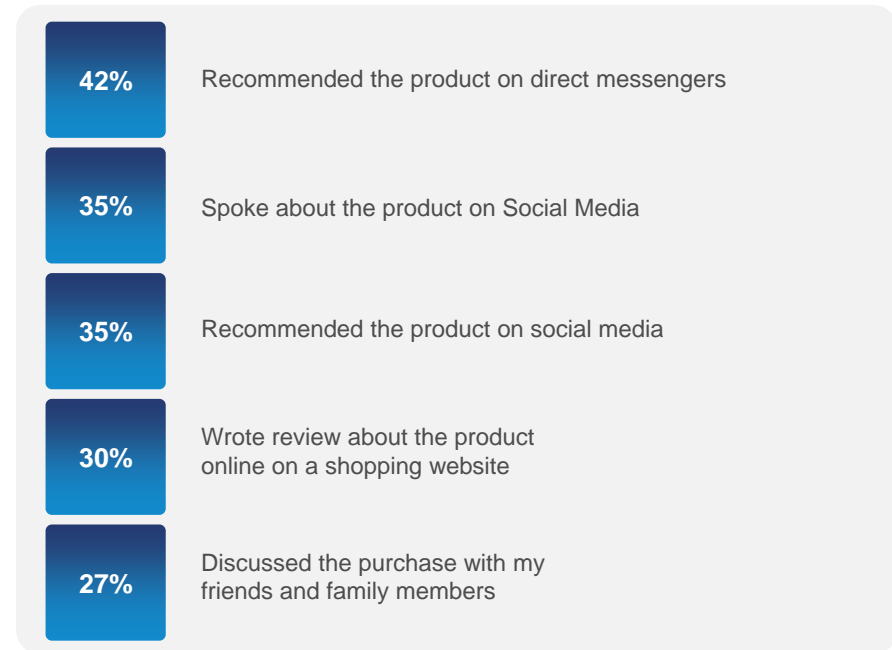 42%
Recommended the product on direct messengers
35%
Spoke about the product on Social Media
35%
Recommended the product on social media
30%
Wrote review about the product
online on a shopping website
27%
Discussed the purchase with my
friends and family members